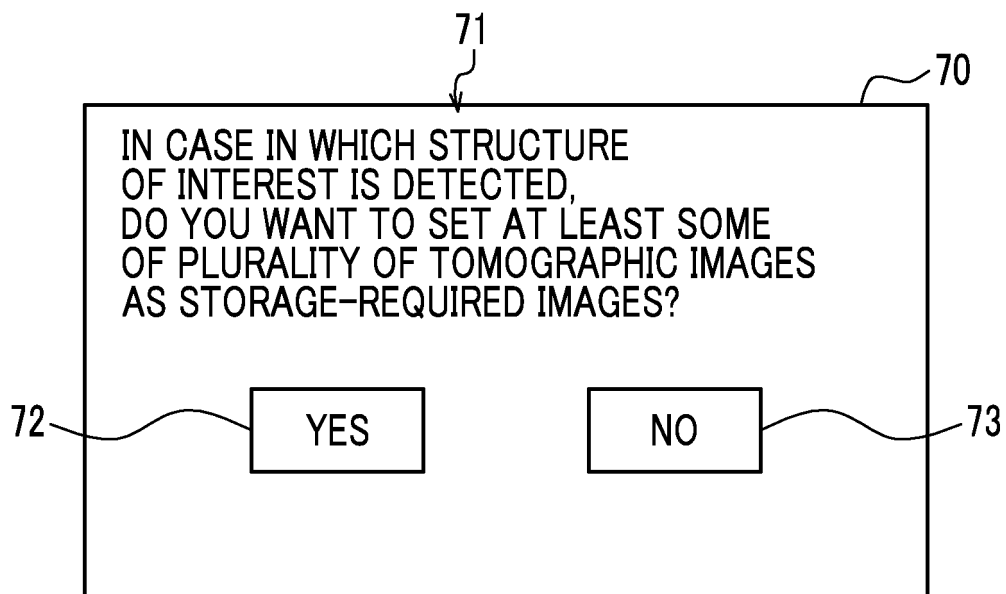 71
70
IN CASE IN WHICH STRUCTURE
OF INTEREST IS DETECTED,
DO YOU WANT TO SET AT LEAST SOME
OF PLURALITY OF TOMOGRAPHIC IMAGES
AS STORAGE-REQUIRED IMAGES?
72 YES NO 73